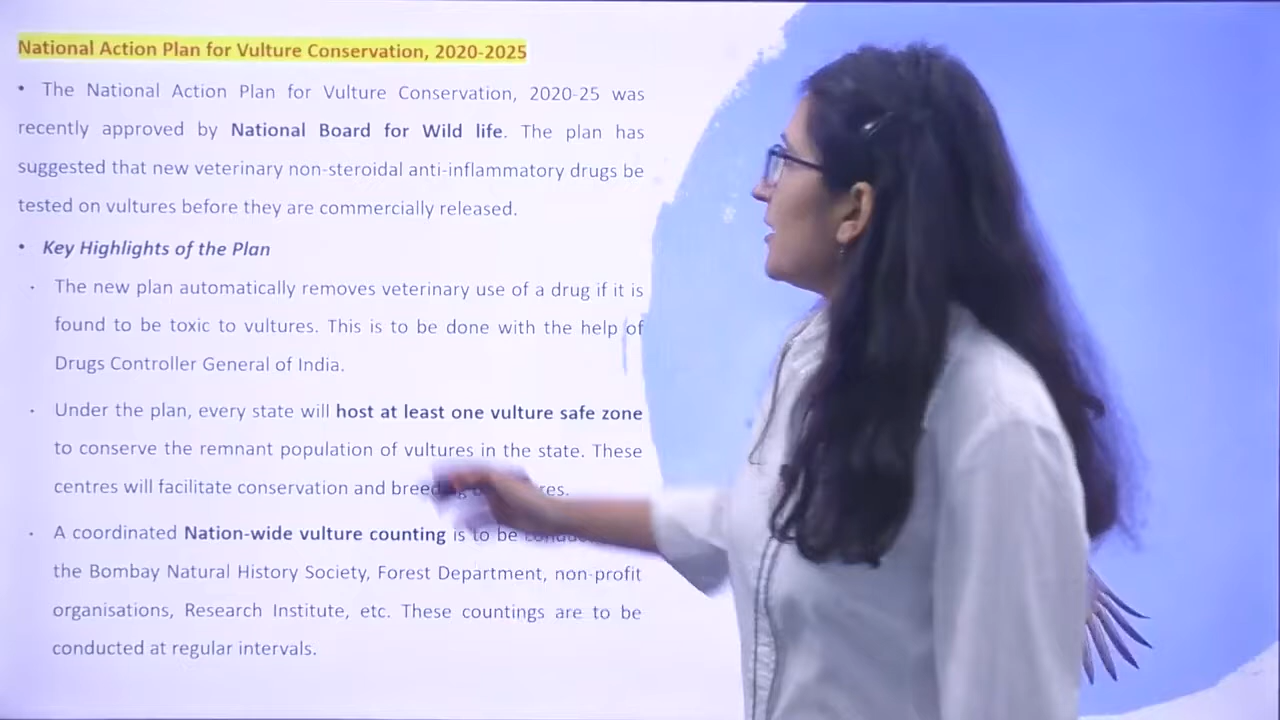 National Action Plan for Vulture Conservation, 2020-2025
• The National Action Plan for Vulture Conservation, 2020-25 was
recently approved by National Board for Wild life. The plan has
suggested that new veterinary non-steroidal anti-inflammatory drugs be
tested on vultures before they are commercially released.
• Key Highlights of the Plan
· The new plan automatically removes veterinary use of a drug if it is
found to be toxic to vultures. This is to be done with the help of
Drugs Controller General of India.
· Under the plan, every state will host at least one vulture safe zone
to conserve the remnant population of vultures in the state. These
centres will facilitate conservation and
· A coordinated Nation-wide vulture counting is to be
the Bombay Natural History Society, Forest Department, non-profit
organisations, Research Institute, etc. These countings are to be
conducted at regular intervals.